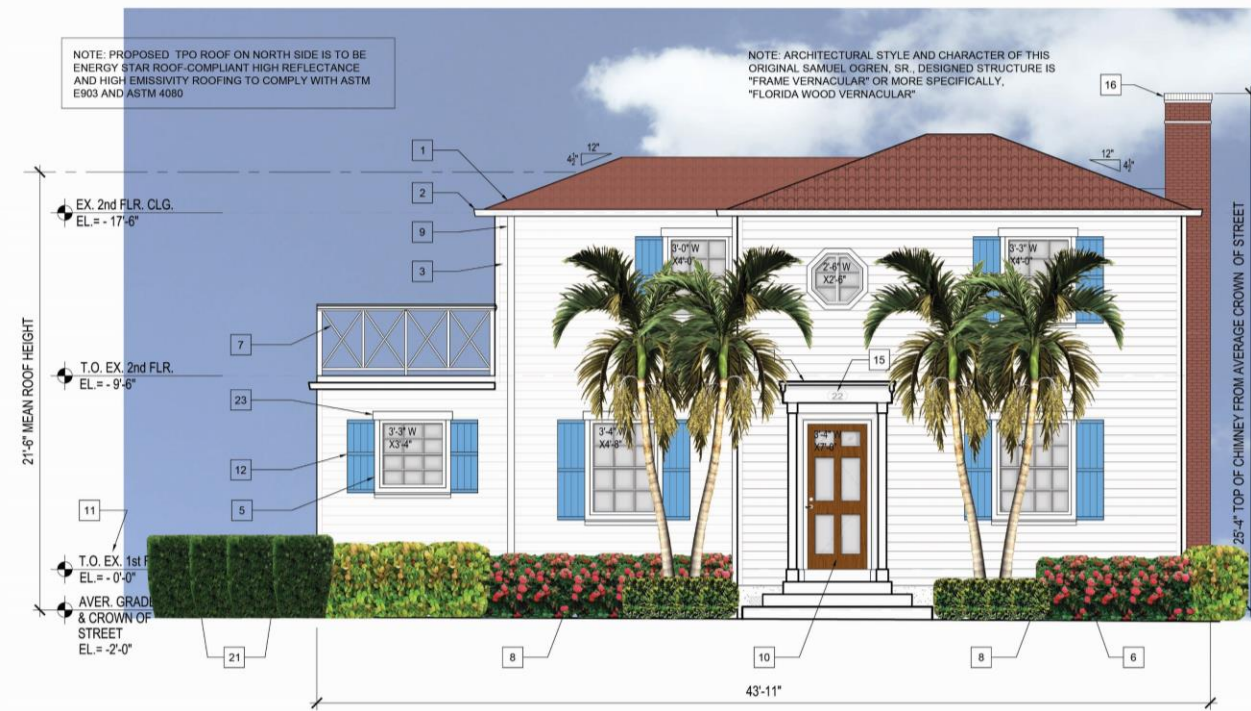 NOTE: PROPOSED TPO ROOF ON NORTH SIDE IS TO BE
ENERGY STAR ROOF-COMPLIANT HIGH REFLECTANCE
AND HIGH EMISSIVITY ROOFING TO COMPLY WITH ASTM
E903 AND ASTM 4080
NOTE: ARCHITECTURAL STYLE AND CHARACTER OF THIS
ORIGINAL SAMUEL OGREN, SR., DESIGNED STRUCTURE IS
"FRAME VERNACULAR" OR MORE SPECIFICALLY,
"FLORIDA WOOD VERNACULAR"
16
1
12"
4½"
12"
4½"
2
EX. 2nd FLR. CLG.
EL.= - 17'-6"
9
3
3'-0" W
X4'-0"
2'-6" W
X2'-6"
3'-3" W
X4'-0"
7
T.O. EX. 2nd FLR.
EL.= - 9'-6"
15
22
23
3'-3" W
X3'-4"
3'-4" W
X4'-8"
3'-4" W
12
5
11
T.O. EX. 1st F
EL.= - 0'-0"
AVER. GRADE
& CROWN OF
STREET
EL.= -2'-0"
21
8
10
8
6
43'-11"
21'-6" MEAN ROOF HEIGHT
25'-4" TOP OF CHIMNEY FROM AVERAGE CROWN OF STREET